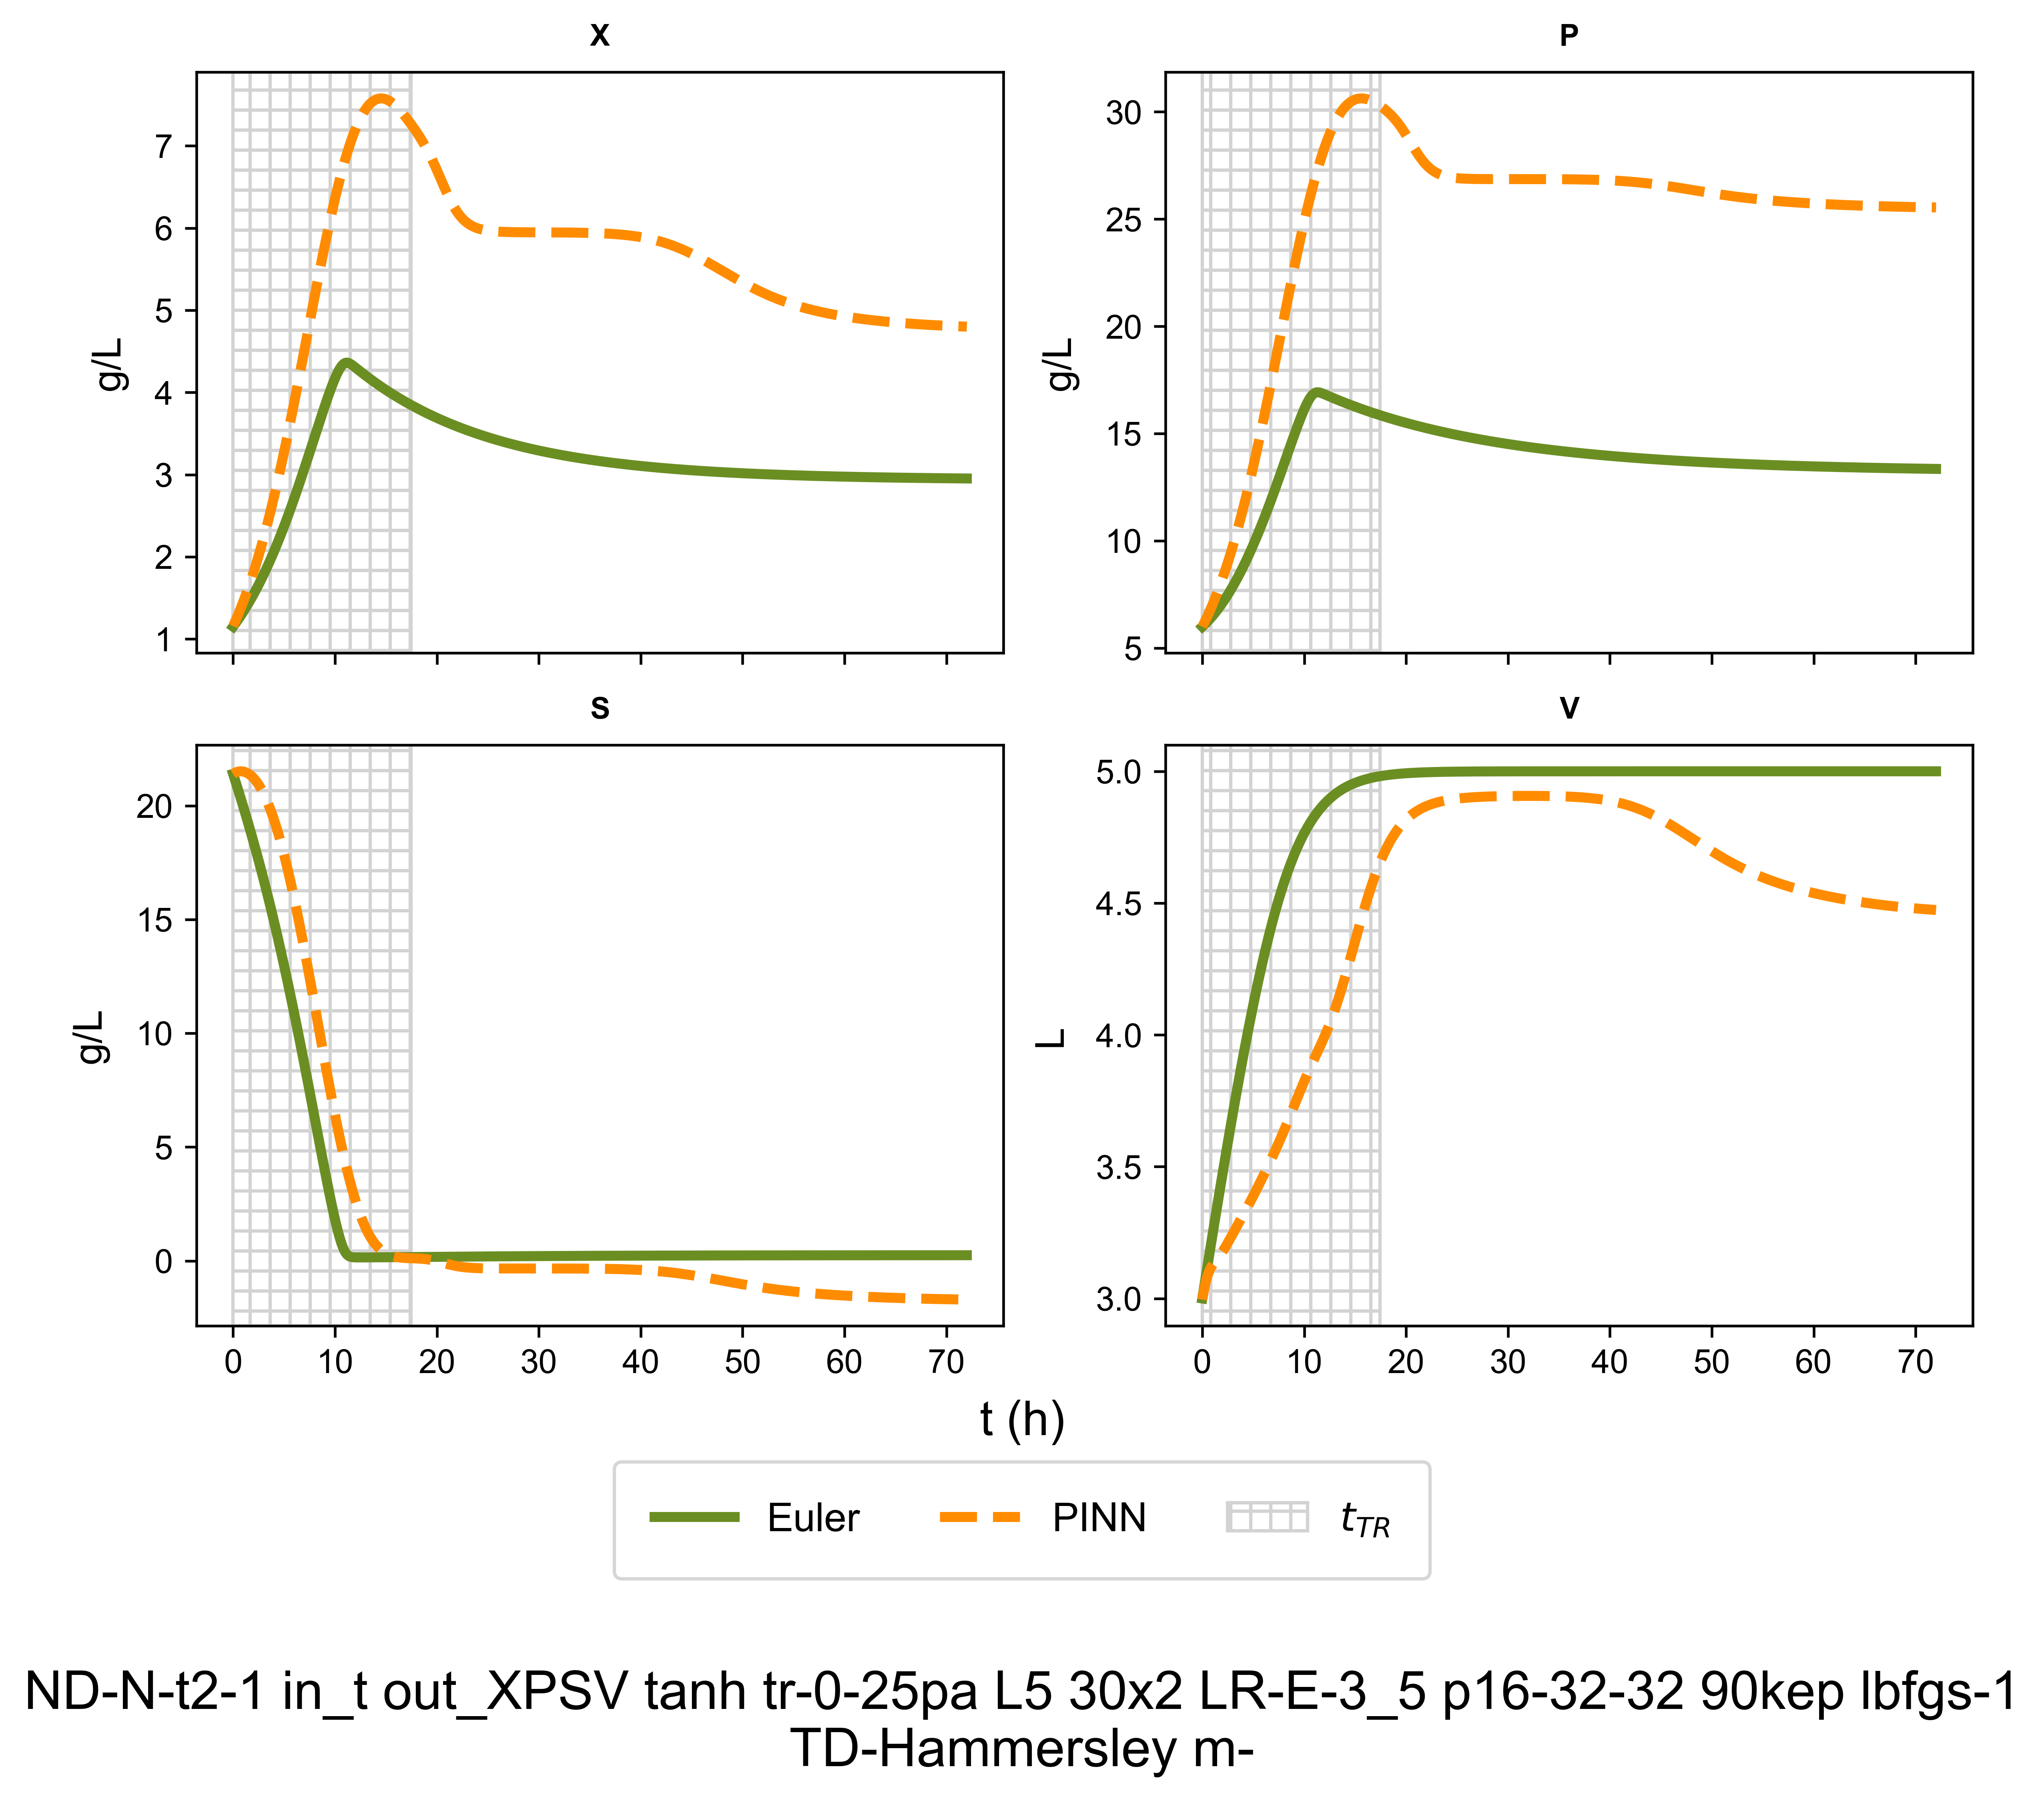 X
P
7
6
5
4
3
2
1
g/L
30
25
20
15
10
5
g/L
S
V
20
15
10
5
0
g/L
0 10 20 30 40 50 60 70
5.0
4.5
4.0
3.5
3.0
L
0 10 20 30 40 50 60 70
t (h)
Euler PINN t_TR
ND-N-t2-1 in_t out_XPSV tanh tr-0-25pa L5 30x2 LR-E-3_5 p16-32-32 90kep lbfgs-1
TD-Hammersley m-